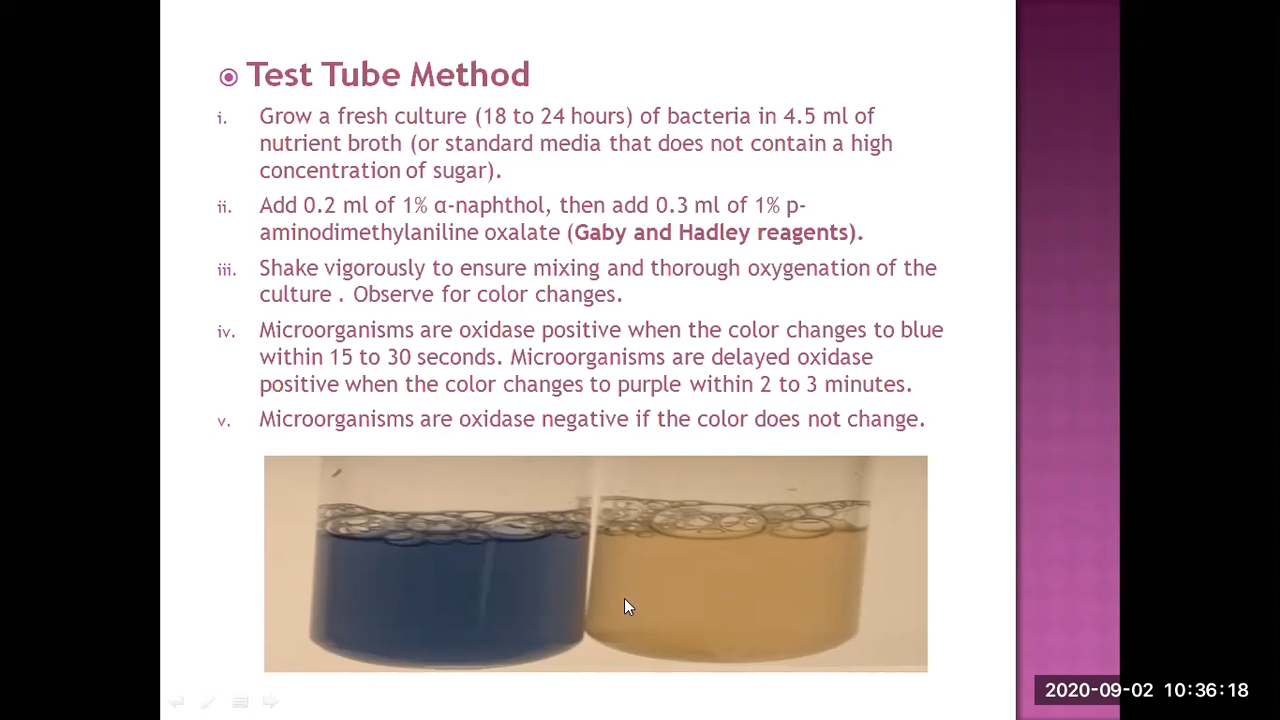 Test Tube Method
i. Grow a fresh culture (18 to 24 hours) of bacteria in 4.5 ml of
nutrient broth (or standard media that does not contain a high
concentration of sugar).
ii. Add 0.2 ml of 1% α-naphthol, then add 0.3 ml of 1% p-
aminodimethylaniline oxalate (Gaby and Hadley reagents).
iii. Shake vigorously to ensure mixing and thorough oxygenation of the
culture . Observe for color changes.
iv. Microorganisms are oxidase positive when the color changes to blue
within 15 to 30 seconds. Microorganisms are delayed oxidase
positive when the color changes to purple within 2 to 3 minutes.
v. Microorganisms are oxidase negative if the color does not change.
2020-09-02 10:36:18